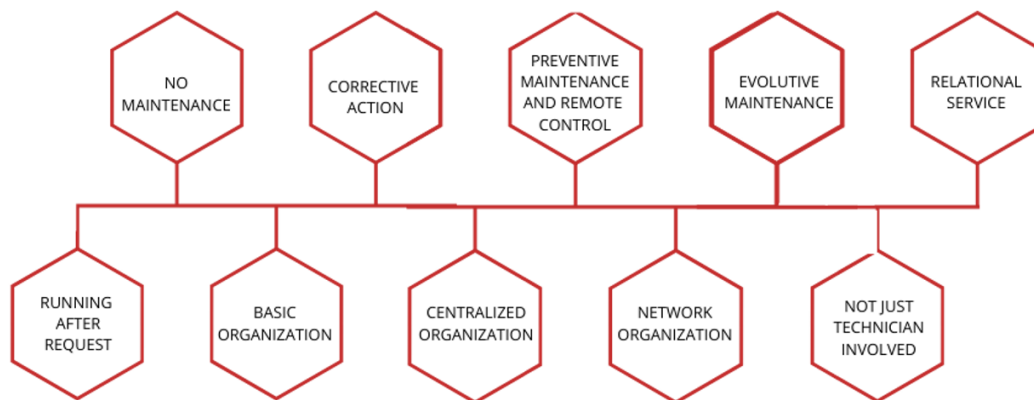 NO
MAINTENANCE
CORRECTIVE
ACTION
PREVENTIVE
MAINTENANCE
AND REMOTE
CONTROL
EVOLUTIVE
MAINTENANCE
RELATIONAL
SERVICE
RUNNING
AFTER
REQUEST
BASIC
ORGANIZATION
CENTRALIZED
ORGANIZATION
NETWORK
ORGANIZATION
NOT JUST
TECHNICIAN
INVOLVED